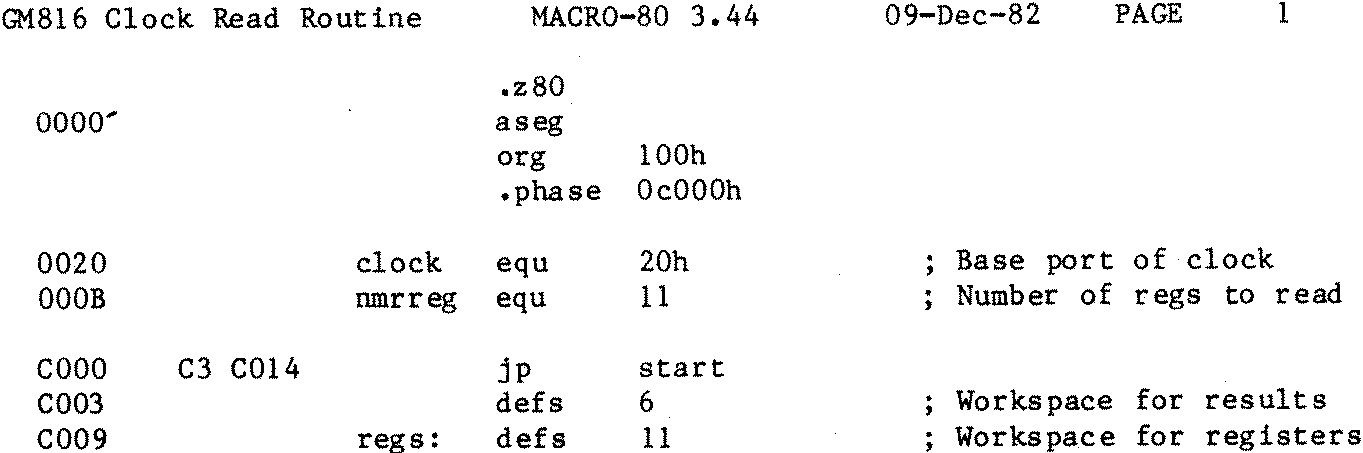 GM816 Clock Read Routine MACRO-80 3.44 09-Dec-82 PAGE 1
.z80
0000' aseg
org 100h
.phase 0c000h
0020 clock equ 20h ; Base port of clock
000B nmrreg equ 11 ; Number of regs to read
C000 C3 C014 jp start
C003 defs 6 ; Workspace for results
C009 regs: defs 11 ; Workspace for registers